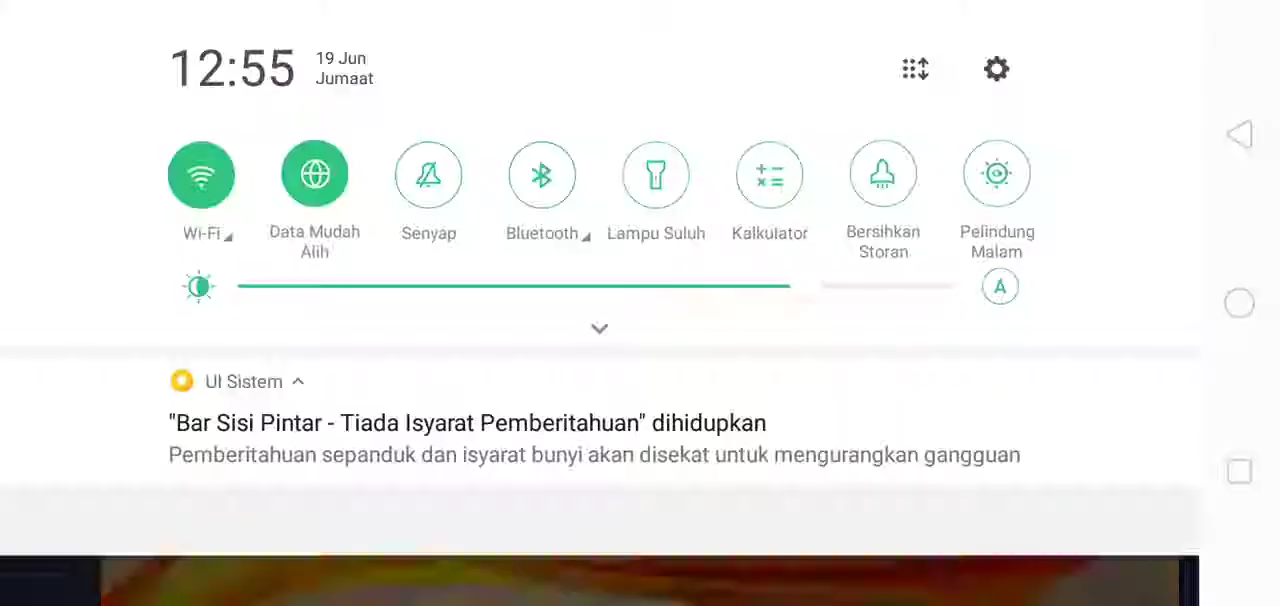 12:55
19 Jun
Jumaat
Wi-Fi
Data Mudah
Alih
Senyap
Bluetooth
Lampu Suluh
Kalkulator
Bersihkan
Storan
Pelindung
Malam
A
UI Sistem
"Bar Sisi Pintar - Tiada Isyarat Pemberitahuan" dihidupkan
Pemberitahuan sepanduk dan isyarat bunyi akan disekat untuk mengurangkan gangguan